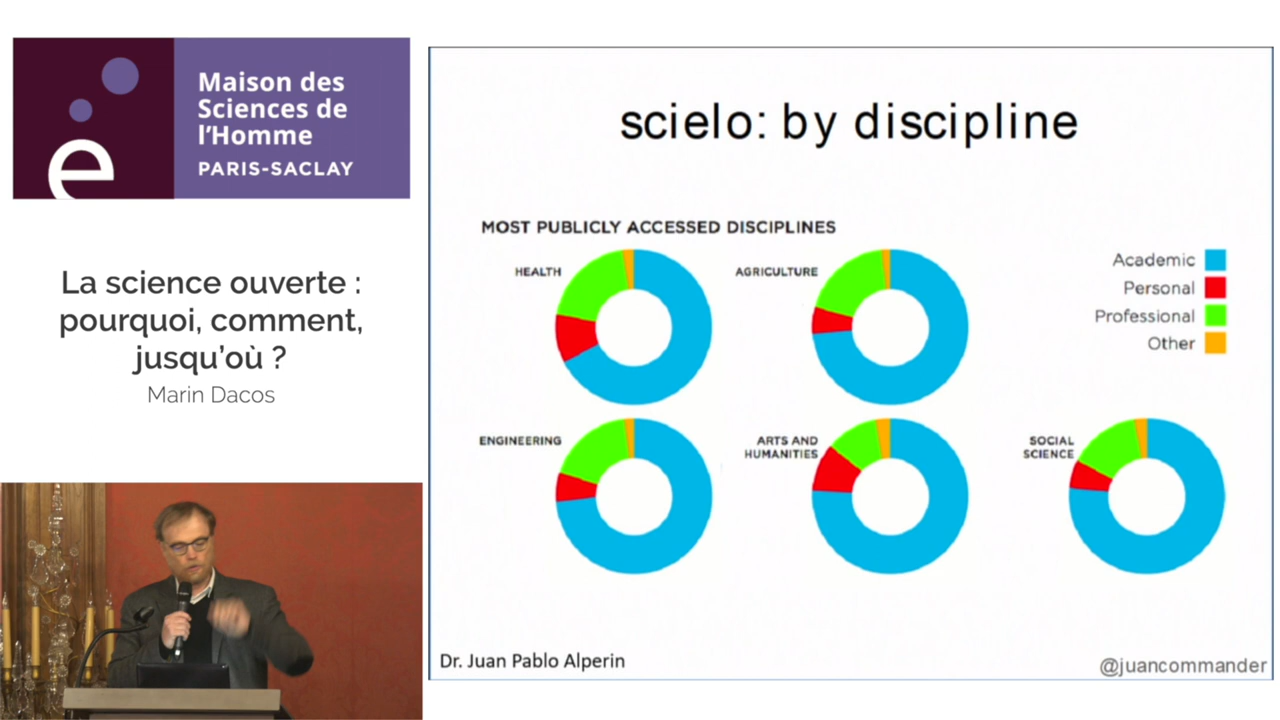 Maison des
Sciences de
l'Homme
PARIS-SACLAY
La science ouverte :
pourquoi, comment,
jusqu'où ?
Marin Dacos
scielo: by discipline
MOST PUBLICLY ACCESSED DISCIPLINES
HEALTH
AGRICULTURE
Academic
Personal
Professional
Other
ENGINEERING
ARTS AND
HUMANITIES
SOCIAL
SCIENCE
Dr. Juan Pablo Alperin
@juancommander